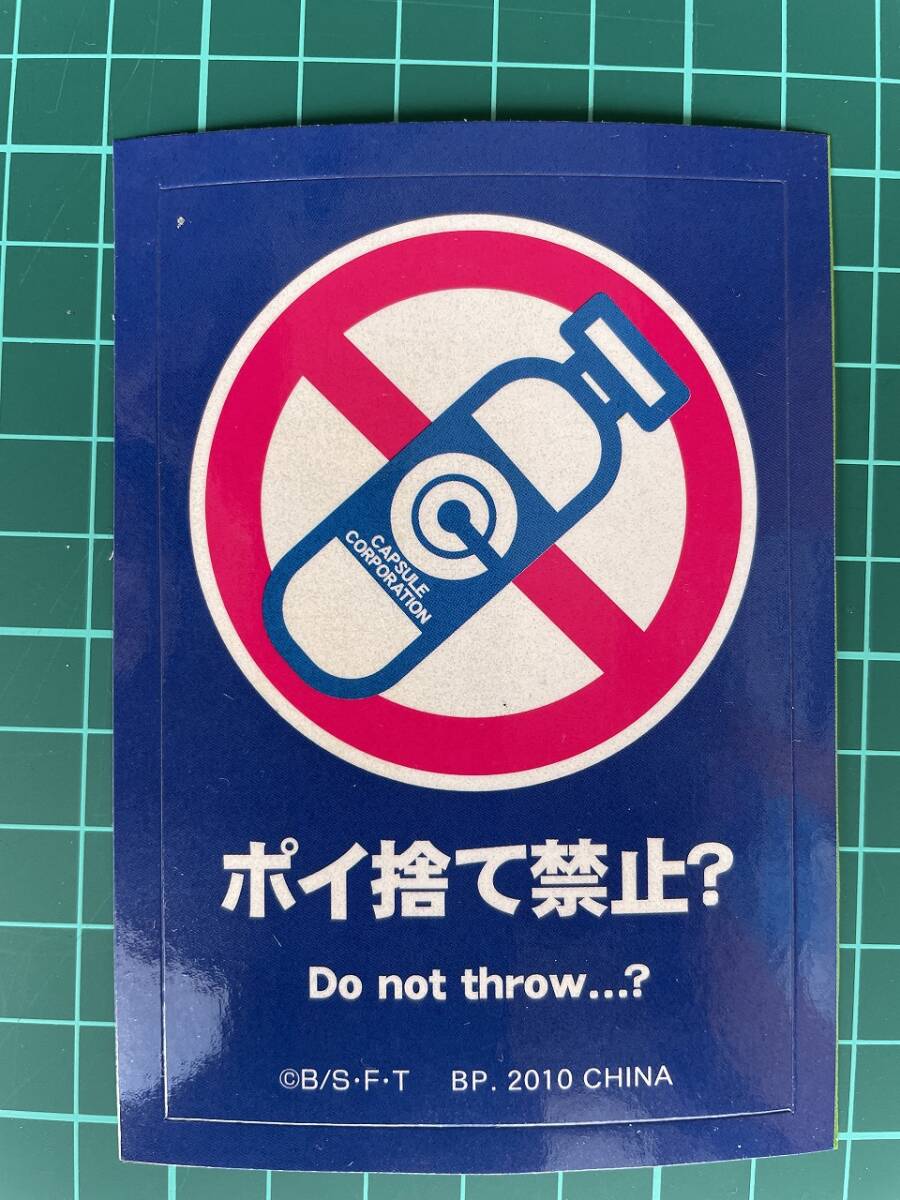 CAPSULE
CORPORATION
ポイ捨て禁止?
Do not throw...?
©B/S・F・T BP. 2010 CHINA